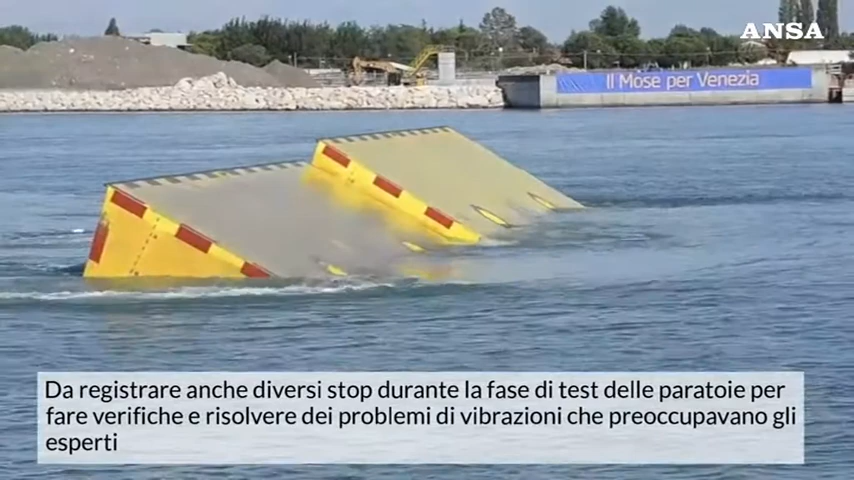 ANSA
Il Mose per Venezia
Da registrare anche diversi stop durante la fase di test delle paratoie per
fare verifiche e risolvere dei problemi di vibrazioni che preoccupavano gli
esperti